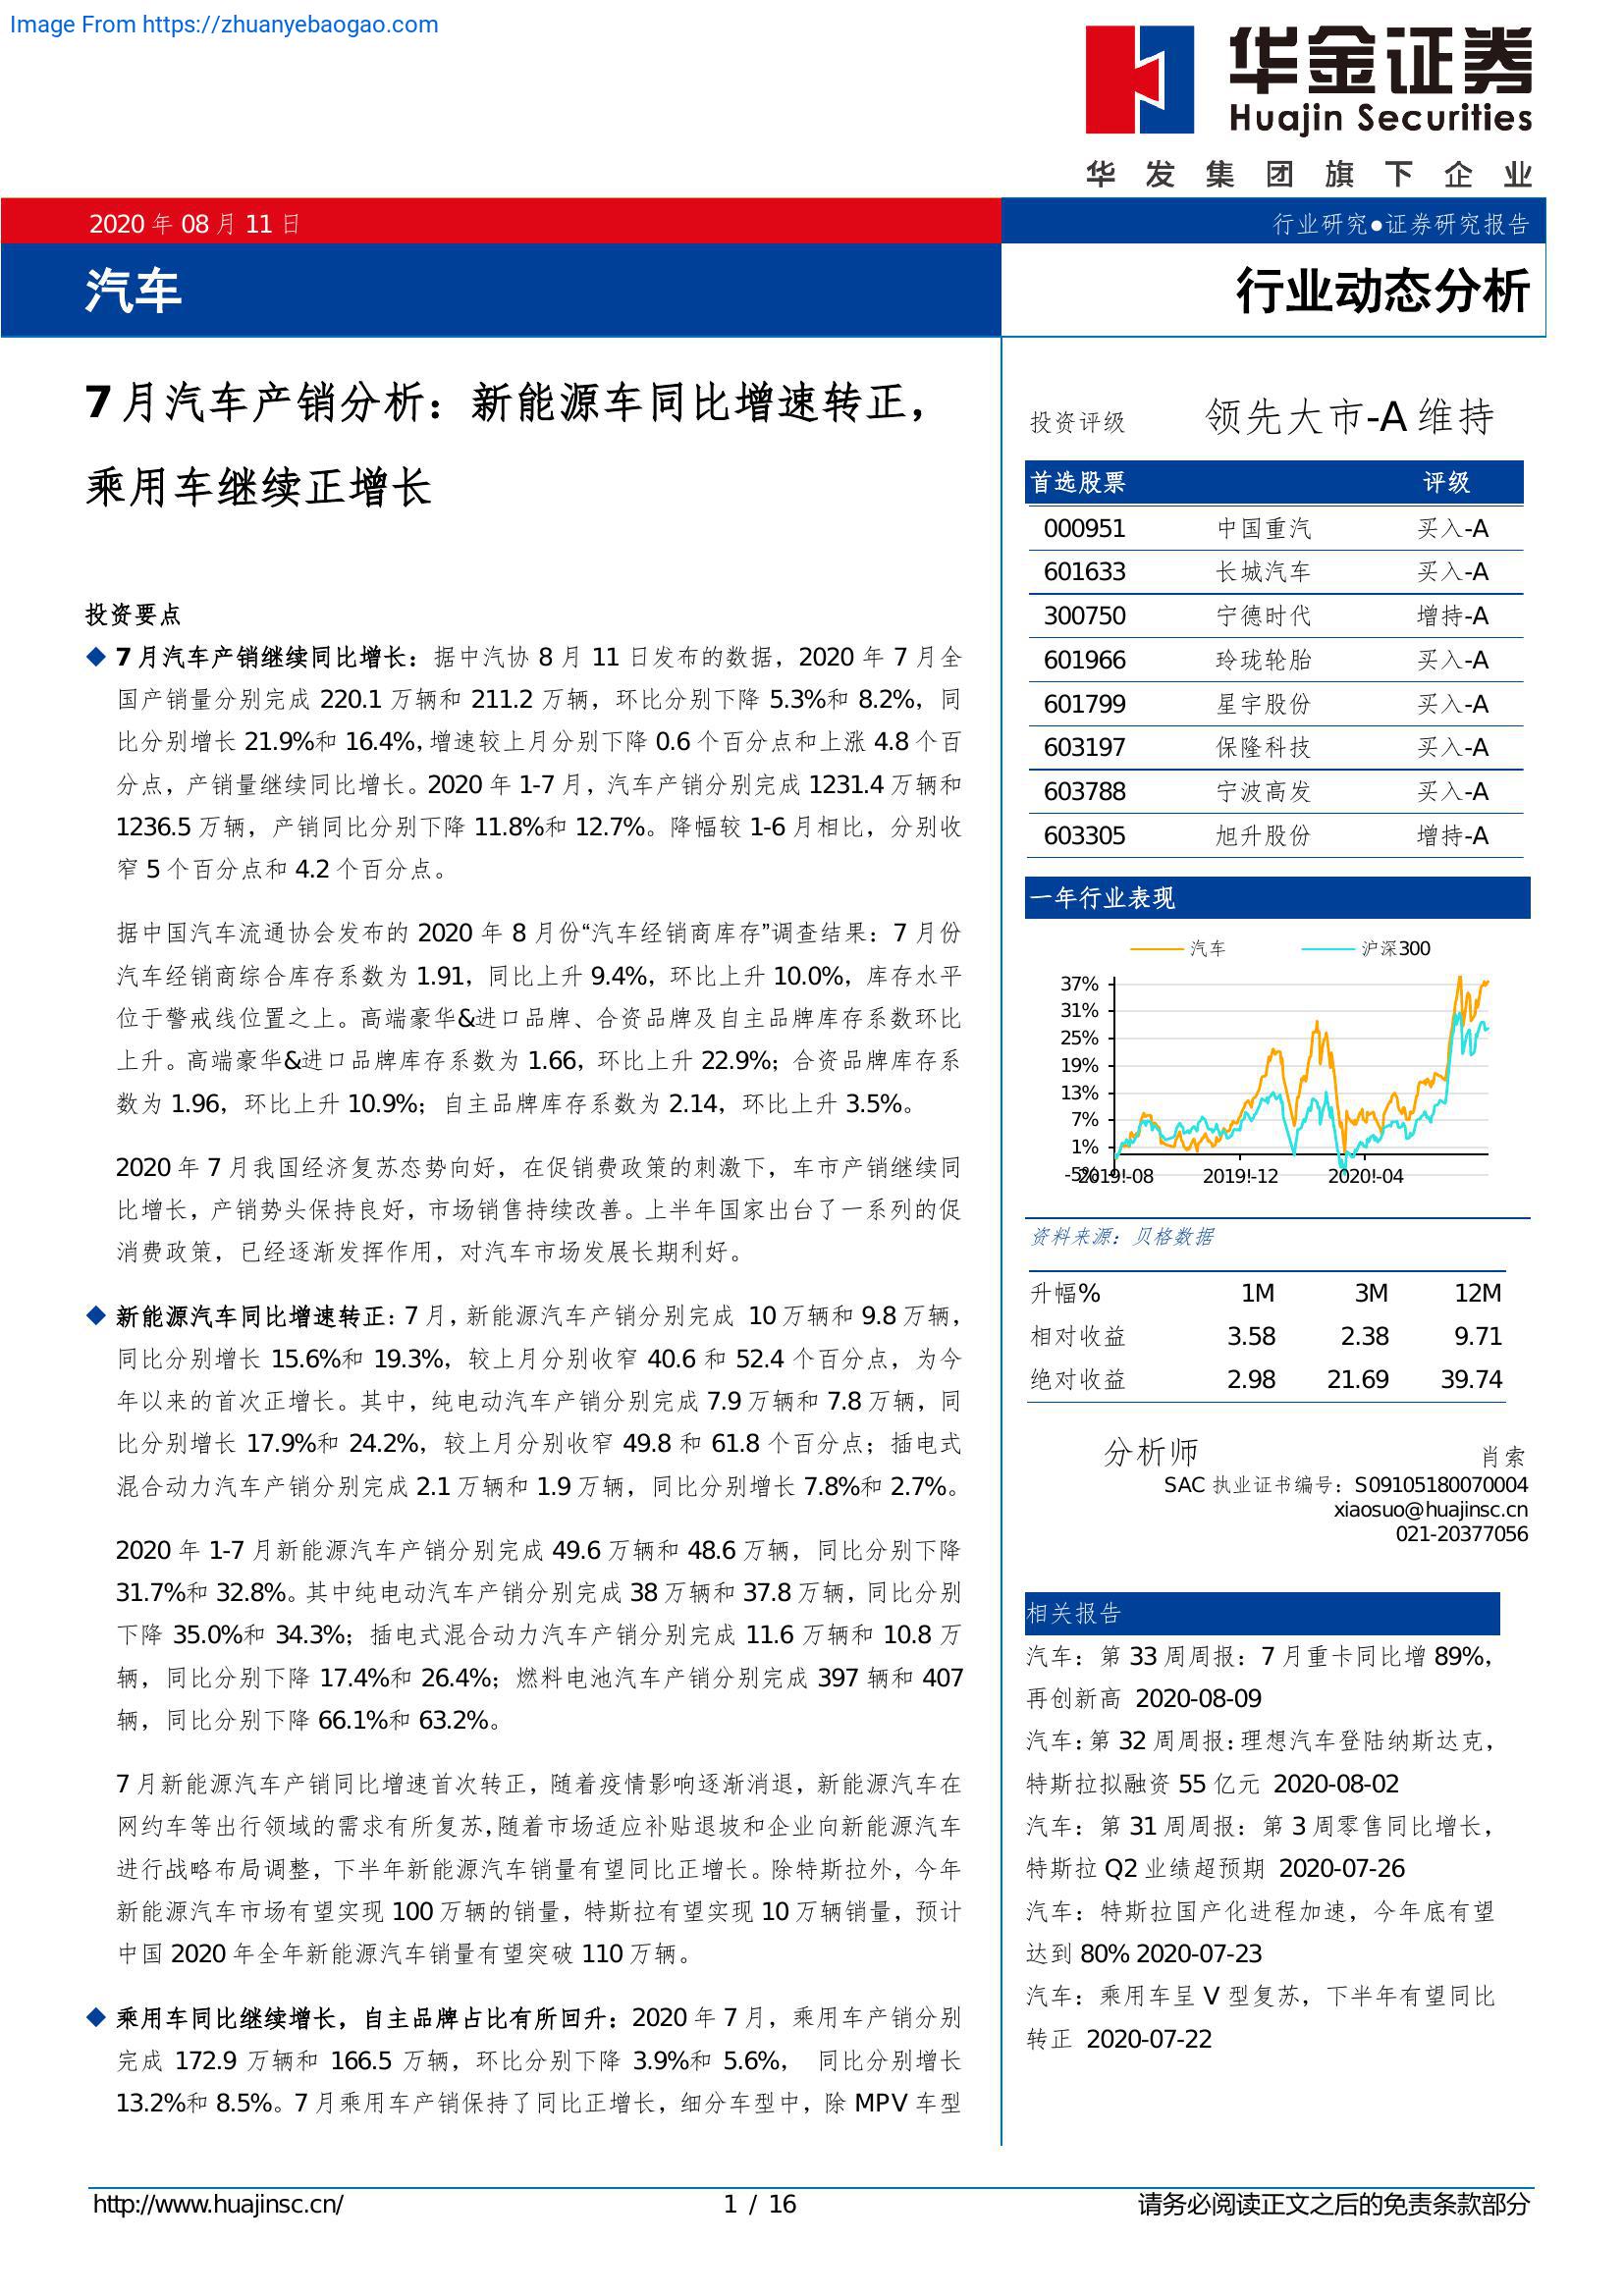 Image From https://zhuanyebaogao.com
华金证券
Huajin Securities
华发集团旗下企业
2020 年 08 月 11 日
行业研究●证券研究报告
汽车
行业动态分析
7 月汽车产销分析：新能源车同比增速转正，
乘用车继续正增长
投资要点
◆ 7 月汽车产销继续同比增长：据中汽协 8 月 11 日发布的数据，2020 年 7 月全
国产销量分别完成 220.1 万辆和 211.2 万辆，环比分别下降 5.3%和 8.2%，同
比分别增长 21.9%和 16.4%，增速较上月分别下降 0.6 个百分点和上涨 4.8 个百
分点，产销量继续同比增长。2020 年 1-7 月，汽车产销分别完成 1231.4 万辆和
1236.5 万辆，产销同比分别下降 11.8%和 12.7%。降幅较 1-6 月相比，分别收
窄 5 个百分点和 4.2 个百分点。
据中国汽车流通协会发布的 2020 年 8 月份“汽车经销商库存”调查结果：7 月份
汽车经销商综合库存系数为 1.91，同比上升 9.4%，环比上升 10.0%，库存水平
位于警戒线位置之上。高端豪华&进口品牌、合资品牌及自主品牌库存系数环比
上升。高端豪华&进口品牌库存系数为 1.66，环比上升 22.9%；合资品牌库存系
数为 1.96，环比上升 10.9%；自主品牌库存系数为 2.14，环比上升 3.5%。
2020 年 7 月我国经济复苏态势向好，在促销费政策的刺激下，车市产销继续同
比增长，产销势头保持良好，市场销售持续改善。上半年国家出台了一系列的促
消费政策，已经逐渐发挥作用，对汽车市场发展长期利好。
◆ 新能源汽车同比增速转正：7 月，新能源汽车产销分别完成 10 万辆和 9.8 万辆，
同比分别增长 15.6%和 19.3%，较上月分别收窄 40.6 和 52.4 个百分点，为今
年以来的首次正增长。其中，纯电动汽车产销分别完成 7.9 万辆和 7.8 万辆，同
比分别增长 17.9%和 24.2%，较上月分别收窄 49.8 和 61.8 个百分点；插电式
混合动力汽车产销分别完成 2.1 万辆和 1.9 万辆，同比分别增长 7.8%和 2.7%。
2020 年 1-7 月新能源汽车产销分别完成 49.6 万辆和 48.6 万辆，同比分别下降
31.7%和 32.8%。其中纯电动汽车产销分别完成 38 万辆和 37.8 万辆，同比分别
下降 35.0%和 34.3%；插电式混合动力汽车产销分别完成 11.6 万辆和 10.8 万
辆，同比分别下降 17.4%和 26.4%；燃料电池汽车产销分别完成 397 辆和 407
辆，同比分别下降 66.1%和 63.2%。
7 月新能源汽车产销同比增速首次转正，随着疫情影响逐渐消退，新能源汽车在
网约车等出行领域的需求有所复苏，随着市场适应补贴退坡和企业向新能源汽车
进行战略布局调整，下半年新能源汽车销量有望同比正增长。除特斯拉外，今年
新能源汽车市场有望实现 100 万辆的销量，特斯拉有望实现 10 万辆销量，预计
中国 2020 年全年新能源汽车销量有望突破 110 万辆。
◆ 乘用车同比继续增长，自主品牌占比有所回升：2020 年 7 月，乘用车产销分别
完成 172.9 万辆和 166.5 万辆，环比分别下降 3.9%和 5.6%， 同比分别增长
13.2%和 8.5%。7 月乘用车产销保持了同比正增长，细分车型中，除 MPV 车型
投资评级 领先大市-A 维持
首选股票 评级
000951 中国重汽 买入-A
601633 长城汽车 买入-A
300750 宁德时代 增持-A
601966 玲珑轮胎 买入-A
601799 星宇股份 买入-A
603197 保隆科技 买入-A
603788 宁波高发 买入-A
603305 旭升股份 增持-A
一年行业表现
汽车 沪深300
37%
31%
25%
19%
13%
7%
1%
-5%
2019!-08 2019!-12 2020!-04
资料来源：贝格数据
升幅% 1M 3M 12M
相对收益 3.58 2.38 9.71
绝对收益 2.98 21.69 39.74
分析师 肖索
SAC 执业证书编号：S09105180070004
xiaosuo@huajinsc.cn
021-20377056
相关报告
汽车：第 33 周周报：7 月重卡同比增 89%，
再创新高 2020-08-09
汽车：第 32 周周报：理想汽车登陆纳斯达克，
特斯拉拟融资 55 亿元 2020-08-02
汽车：第 31 周周报：第 3 周零售同比增长，
特斯拉 Q2 业绩超预期 2020-07-26
汽车：特斯拉国产化进程加速，今年底有望
达到 80% 2020-07-23
汽车：乘用车呈 V 型复苏，下半年有望同比
转正 2020-07-22
http://www.huajinsc.cn/ 1 / 16 请务必阅读正文之后的免责条款部分